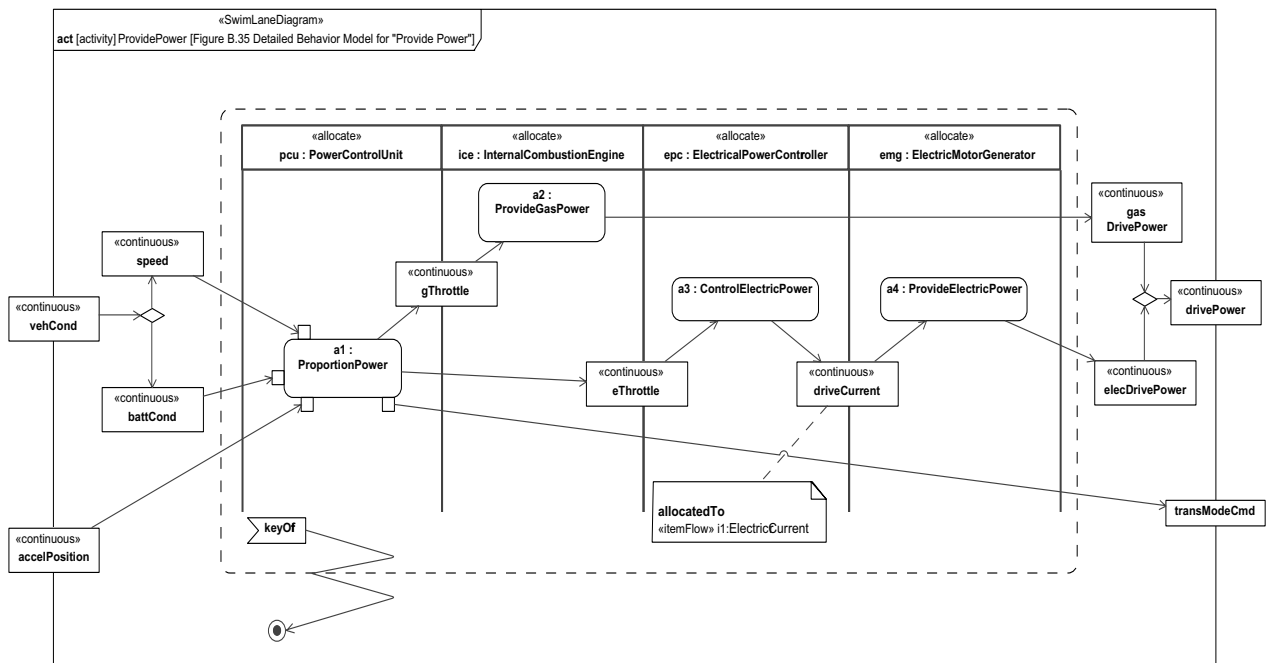 «SwimLaneDiagram»
act [activity] ProvidePower [Figure B.35 Detailed Behavior Model for "Provide Power"]
«allocate»
pcu : PowerControlUnit
«allocate»
ice : InternalCombustionEngine
«allocate»
epc : ElectricalPowerController
«allocate»
emg : ElectricMotorGenerator
a2 :
ProvideGasPower
«continuous»
gas
DrivePower
«continuous»
speed
«continuous»
gThrottle
a3 : ControlElectricPower
a4 : ProvideElectricPower
«continuous»
vehCond
«continuous»
drivePower
a1 :
ProportionPower
«continuous»
eThrottle
«continuous»
driveCurrent
«continuous»
elecDrivePower
«continuous»
battCond
allocatedTo
«itemFlow» i1:ElectricCurrent
transModeCmd
keyOf
«continuous»
accelPosition